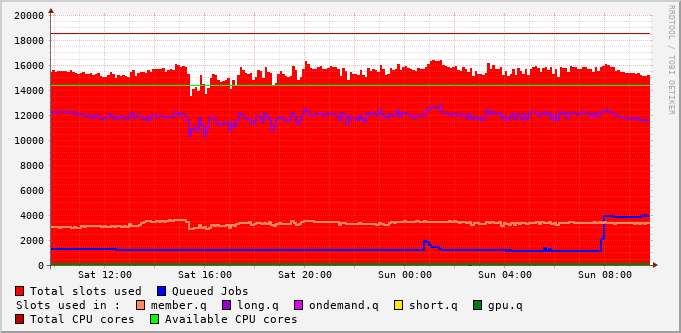 20000
18000
16000
14000
12000
10000
8000
6000
4000
2000
0
Sat 12:00 Sat 16:00 Sat 20:00 Sun 00:00 Sun 04:00 Sun 08:00
RRDTOOL / TOBI OETIKER
Total slots used Queued Jobs
Slots used in : member.q long.q ondemand.q short.q gpu.q
Total CPU cores Available CPU cores